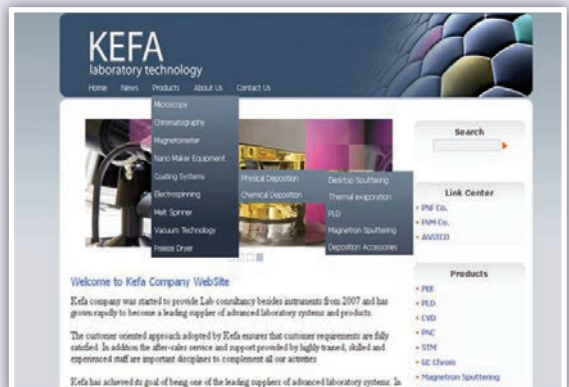 KEFA
laboratory technology
Home News Products About Us Contact Us
Microscopy
Chromatography
Magnetometer
Nano Maker Equipment
Coating Systems
Electrospinning
Melt Spinner
Vacuum Technology
Freeze Dryer
Physical Deposition
Chemical Deposition
Desktop Sputtering
Thermal evaporation
PLD
Magnetron Sputtering
Deposition Accessories
Welcome to Kefa Company WebSite
Kefa company was started to provide Lab consultancy besides instruments from 2007 and has
grown rapidly to become a leading supplier of advanced laboratory systems and products.
The customer oriented approach adopted by Kefa ensures that customer requirements are fully
satisfied. In addition the after-sales service and support provided by highly trained, skilled and
experienced staff are important disciplines to complement all our activities
Kefa has achieved its goal of being one of the leading suppliers of advanced laboratory systems. In
Search
Link Center
PNF Co.
FNM Co.
ANSTCO
Products
PLD
CVD
STM
GC Chrom
Magnetron Sputtering